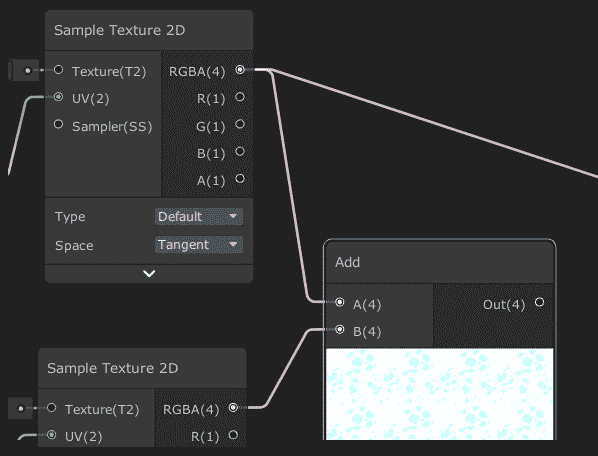 Sample Texture 2D
Texture(T2) RGBA(4)
UV(2) R(1)
Sampler(SS) G(1)
B(1)
A(1)
Type Default
Space Tangent
Add
A(4) Out(4)
B(4)
Sample Texture 2D
Texture(T2) RGBA(4)
UV(2) R(1)